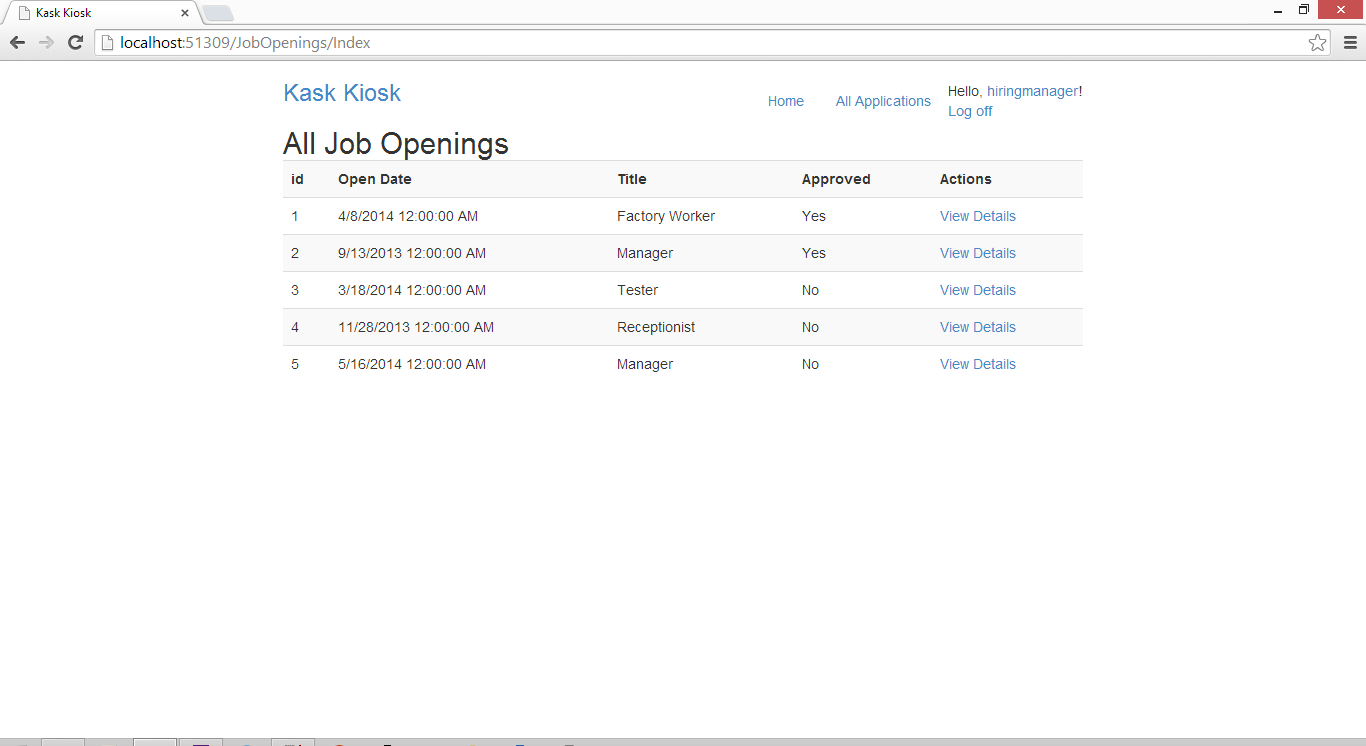 Kask Kiosk
localhost:51309/JobOpenings/Index
Kask Kiosk
Home All Applications Hello, hiringmanager!
Log off
All Job Openings
id Open Date Title Approved Actions
1 4/8/2014 12:00:00 AM Factory Worker Yes View Details
2 9/13/2013 12:00:00 AM Manager Yes View Details
3 3/18/2014 12:00:00 AM Tester No View Details
4 11/28/2013 12:00:00 AM Receptionist No View Details
5 5/16/2014 12:00:00 AM Manager No View Details